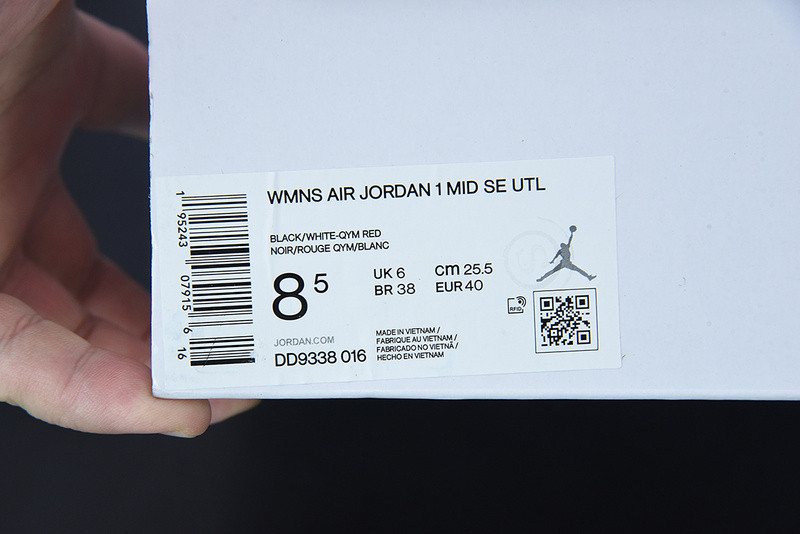 WMNS AIR JORDAN 1 MID SE UTL
BLACK/WHITE-QYM RED
NOIR/ROUGE QYM/BLANC
8 5
UK 6
BR 38
cm 25.5
EUR 40
RFID
JORDAN.COM
DD9338 016
MADE IN VIETNAM /
FABRIQUE AU VIETNAM /
FABRICADO NO VIETNÃ /
HECHO EN VIETNAM
1 95243 07915 6 16